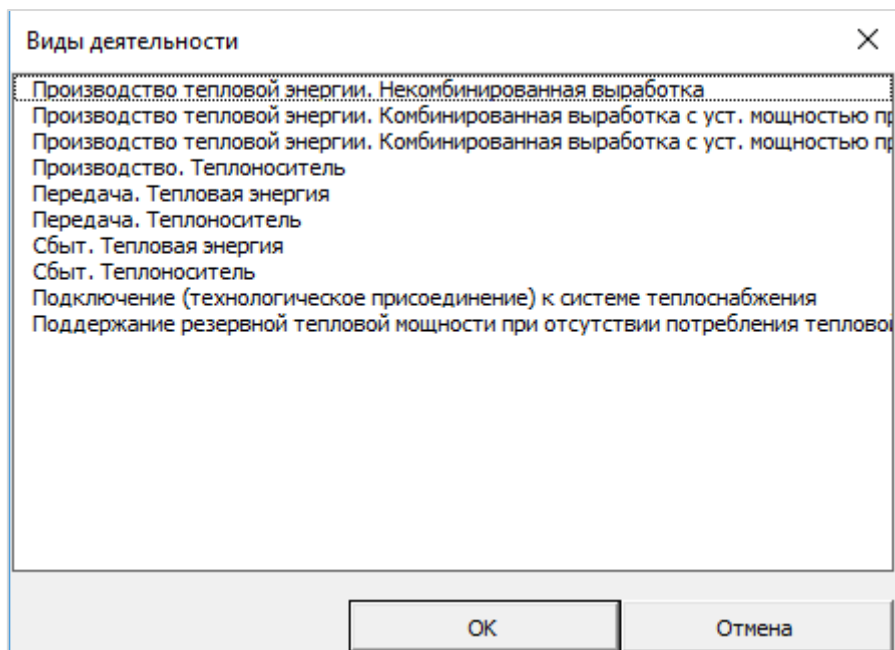 Виды деятельности
Производство тепловой энергии. Некомбинированная выработка
Производство тепловой энергии. Комбинированная выработка с уст. мощностью
Производство тепловой энергии. Комбинированная выработка с уст. мощностью
Производство. Теплоноситель
Передача. Тепловая энергия
Передача. Теплоноситель
Сбыт. Тепловая энергия
Сбыт. Теплоноситель
Подключение (технологическое присоединение) к системе теплоснабжения
Поддержание резервной тепловой мощности при отсутствии потребления
OK
Отмена